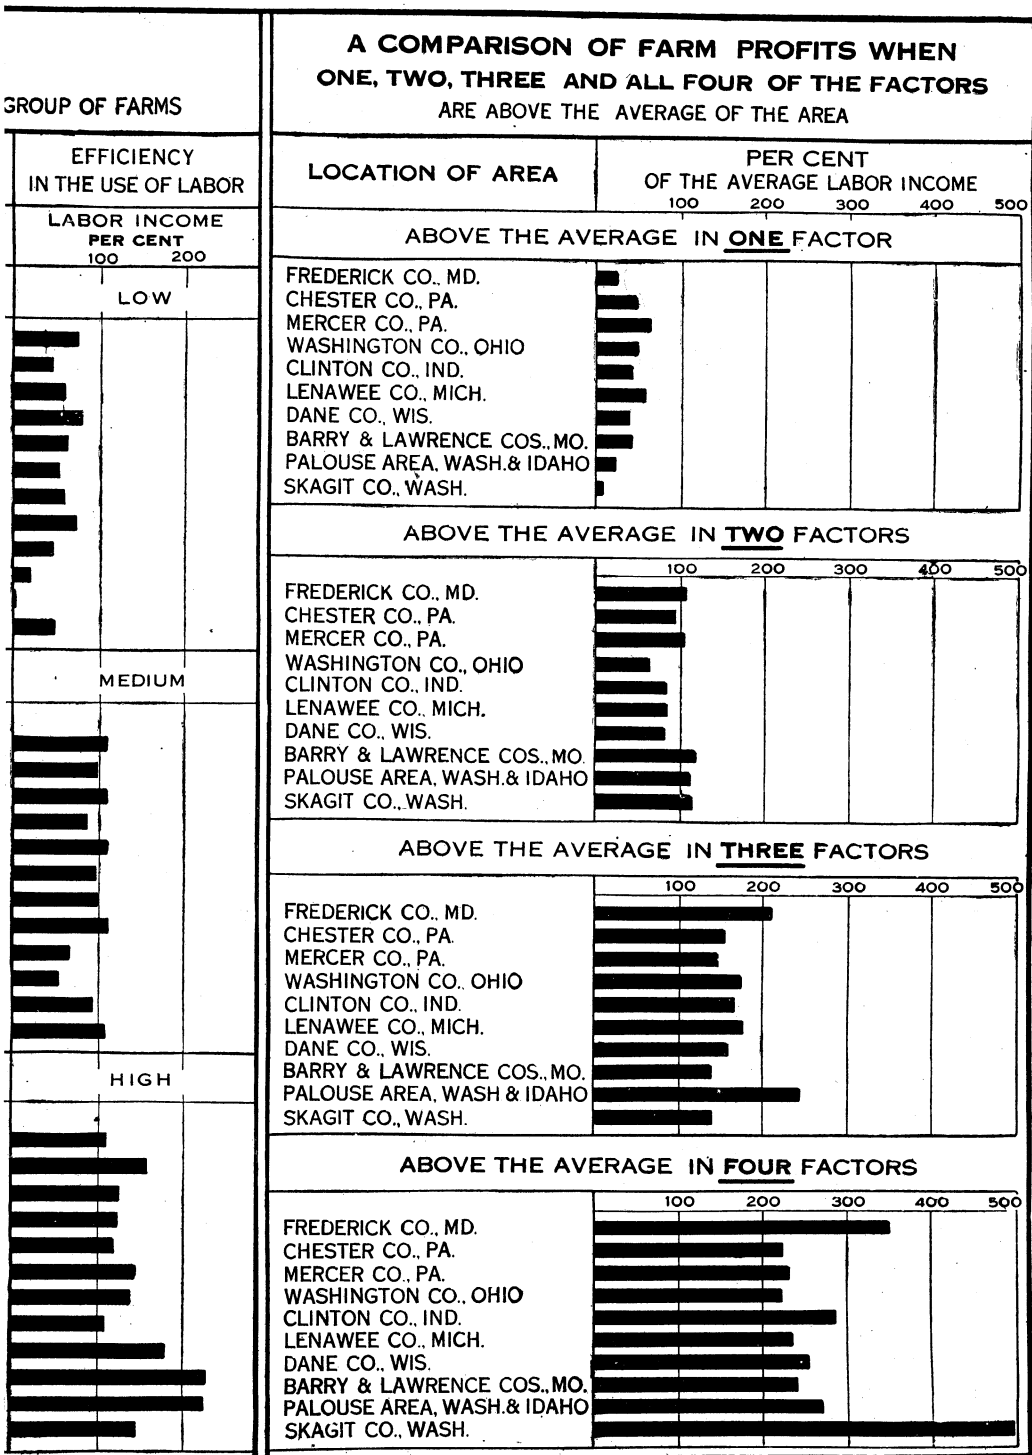 GROUP OF FARMS
EFFICIENCY
IN THE USE OF LABOR
LABOR INCOME
PER CENT
100 200
LOW
MEDIUM
HIGH
A COMPARISON OF FARM PROFITS WHEN
ONE, TWO, THREE AND ALL FOUR OF THE FACTORS
ARE ABOVE THE AVERAGE OF THE AREA
LOCATION OF AREA
PER CENT
OF THE AVERAGE LABOR INCOME
100 200 300 400 500
ABOVE THE AVERAGE IN ONE FACTOR
FREDERICK CO., MD.
CHESTER CO., PA.
MERCER CO., PA.
WASHINGTON CO., OHIO
CLINTON CO., IND.
LENAWEE CO., MICH.
DANE CO., WIS.
BARRY & LAWRENCE COS., MO.
PALOUSE AREA, WASH. & IDAHO
SKAGIT CO., WASH.
ABOVE THE AVERAGE IN TWO FACTORS
100 200 300 400 500
FREDERICK CO., MD.
CHESTER CO., PA.
MERCER CO., PA.
WASHINGTON CO., OHIO
CLINTON CO., IND.
LENAWEE CO., MICH.
DANE CO., WIS.
BARRY & LAWRENCE COS., MO.
PALOUSE AREA, WASH. & IDAHO
SKAGIT CO., WASH.
ABOVE THE AVERAGE IN THREE FACTORS
100 200 300 400 500
FREDERICK CO., MD.
CHESTER CO., PA.
MERCER CO., PA.
WASHINGTON CO., OHIO
CLINTON CO., IND.
LENAWEE CO., MICH.
DANE CO., WIS.
BARRY & LAWRENCE COS., MO.
PALOUSE AREA, WASH & IDAHO
SKAGIT CO., WASH.
ABOVE THE AVERAGE IN FOUR FACTORS
100 200 300 400 500
FREDERICK CO., MD.
CHESTER CO., PA.
MERCER CO., PA.
WASHINGTON CO., OHIO
CLINTON CO., IND.
LENAWEE CO., MICH.
DANE CO., WIS.
BARRY & LAWRENCE COS., MO.
PALOUSE AREA, WASH. & IDAHO
SKAGIT CO., WASH.